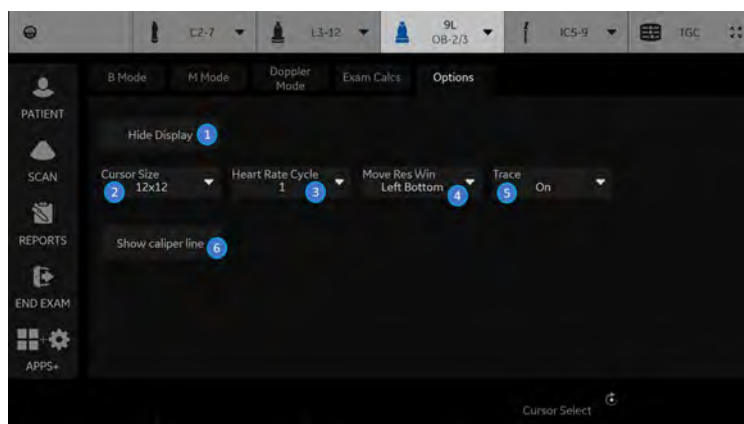 C2-7
L3-12
9L
OB-2/3
IC5-9
TGC
B Mode
M Mode
Doppler
Mode
Exam Calcs
Options
PATIENT
Hide Display 1
SCAN
Cursor Size
2 12x12
Heart Rate Cycle
1 3
Move Res Win
Left Bottom 4
Trace
5 On
REPORTS
Show caliper line 6
END EXAM
APPS+
Cursor Select